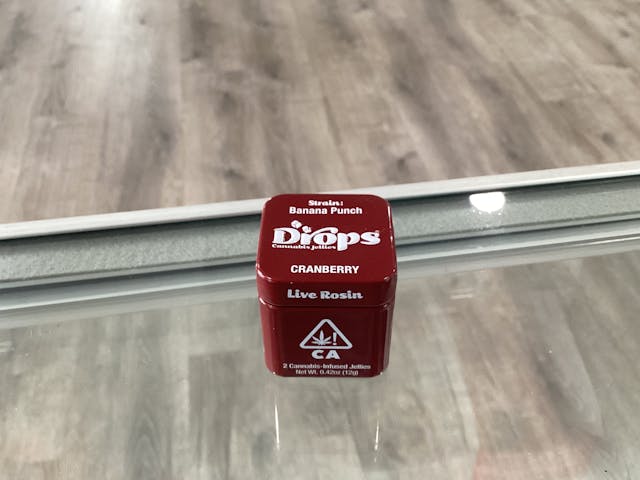 Strain:
Banana Punch
Drops®
Cannabis Jellies
CRANBERRY
Live Rosin
!
CA
2 Cannabis-Infused Jellies
Net Wt. 0.42oz (12g)